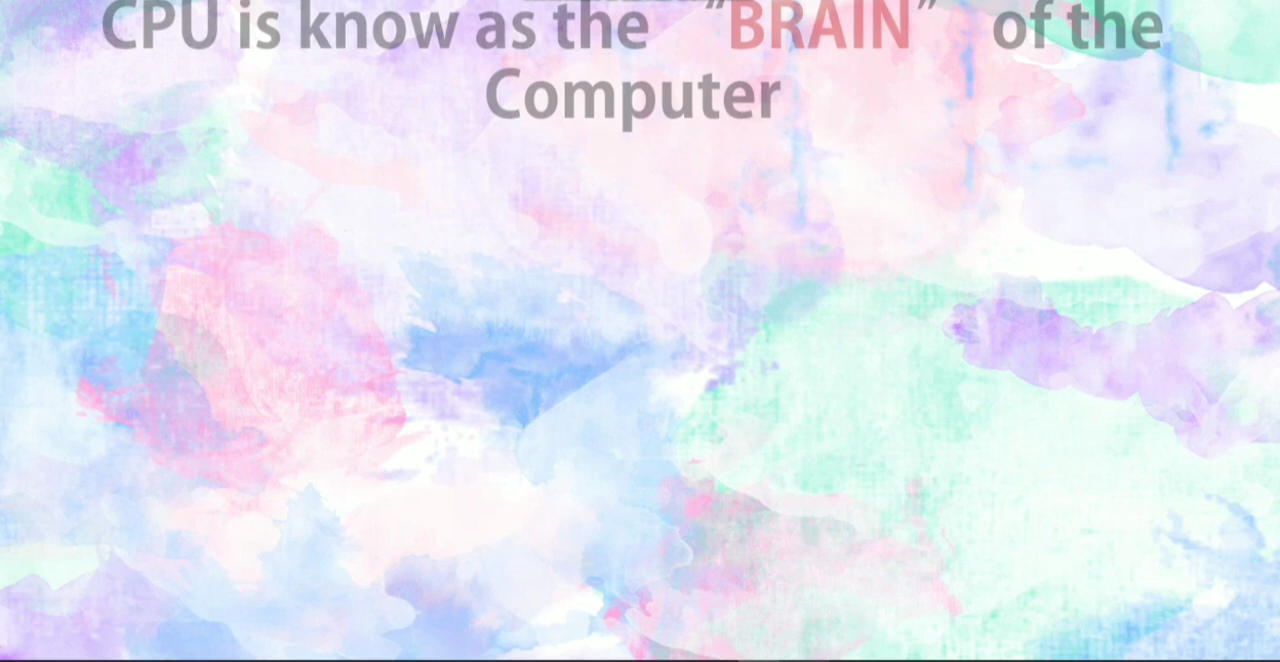 CPU is know as the “BRAIN” of the
Computer